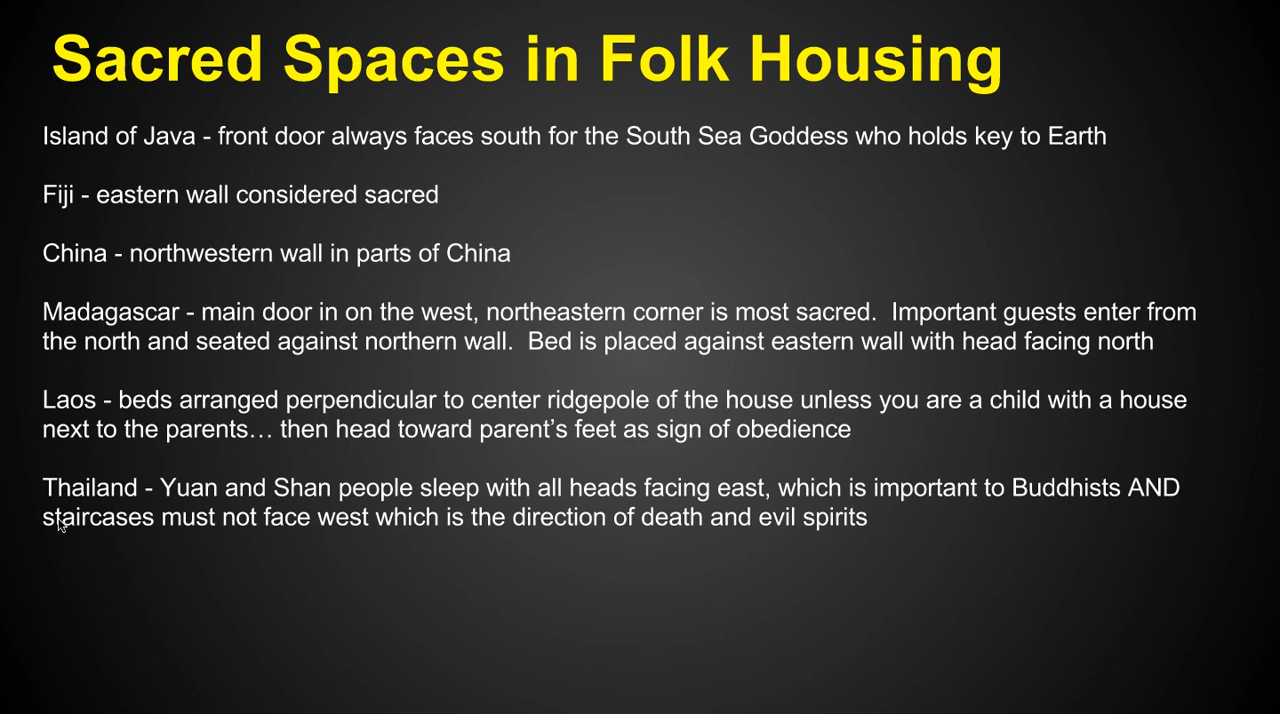 Sacred Spaces in Folk Housing
Island of Java - front door always faces south for the South Sea Goddess who holds key to Earth
Fiji - eastern wall considered sacred
China - northwestern wall in parts of China
Madagascar - main door in on the west, northeastern corner is most sacred.  Important guests enter from
the north and seated against northern wall.  Bed is placed against eastern wall with head facing north
Laos - beds arranged perpendicular to center ridgepole of the house unless you are a child with a house
next to the parents… then head toward parent’s feet as sign of obedience
Thailand - Yuan and Shan people sleep with all heads facing east, which is important to Buddhists AND
staircases must not face west which is the direction of death and evil spirits